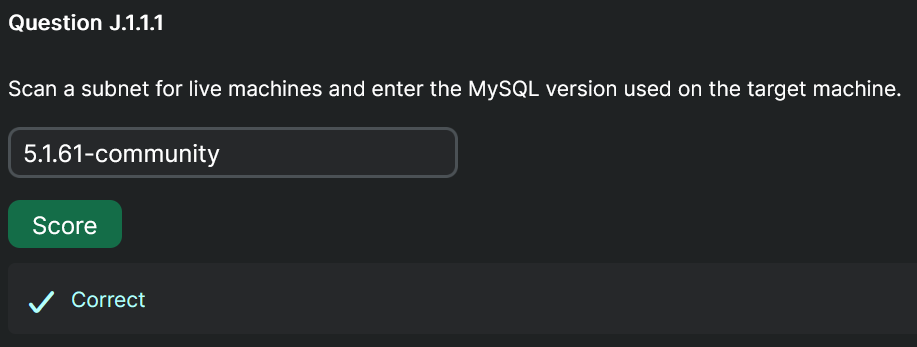 Question J.1.1.1
Scan a subnet for live machines and enter the MySQL version used on the target machine.
5.1.61-community
Score
Correct